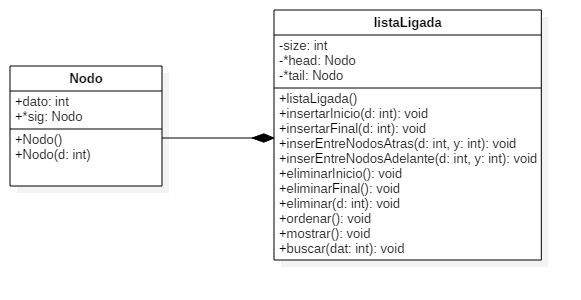 Nodo
+dato: int
+*sig: Nodo
+Nodo()
+Nodo(d: int)
listaLigada
-size: int
-*head: Nodo
-*tail: Nodo
+listaLigada()
+insertarInicio(d: int): void
+insertarFinal(d: int): void
+inserEntreNodosAtras(d: int, y: int): void
+inserEntreNodosAdelante(d: int, y: int): void
+eliminarInicio(): void
+eliminarFinal(): void
+eliminar(d: int): void
+ordenar(): void
+mostrar(): void
+buscar(dat: int): void